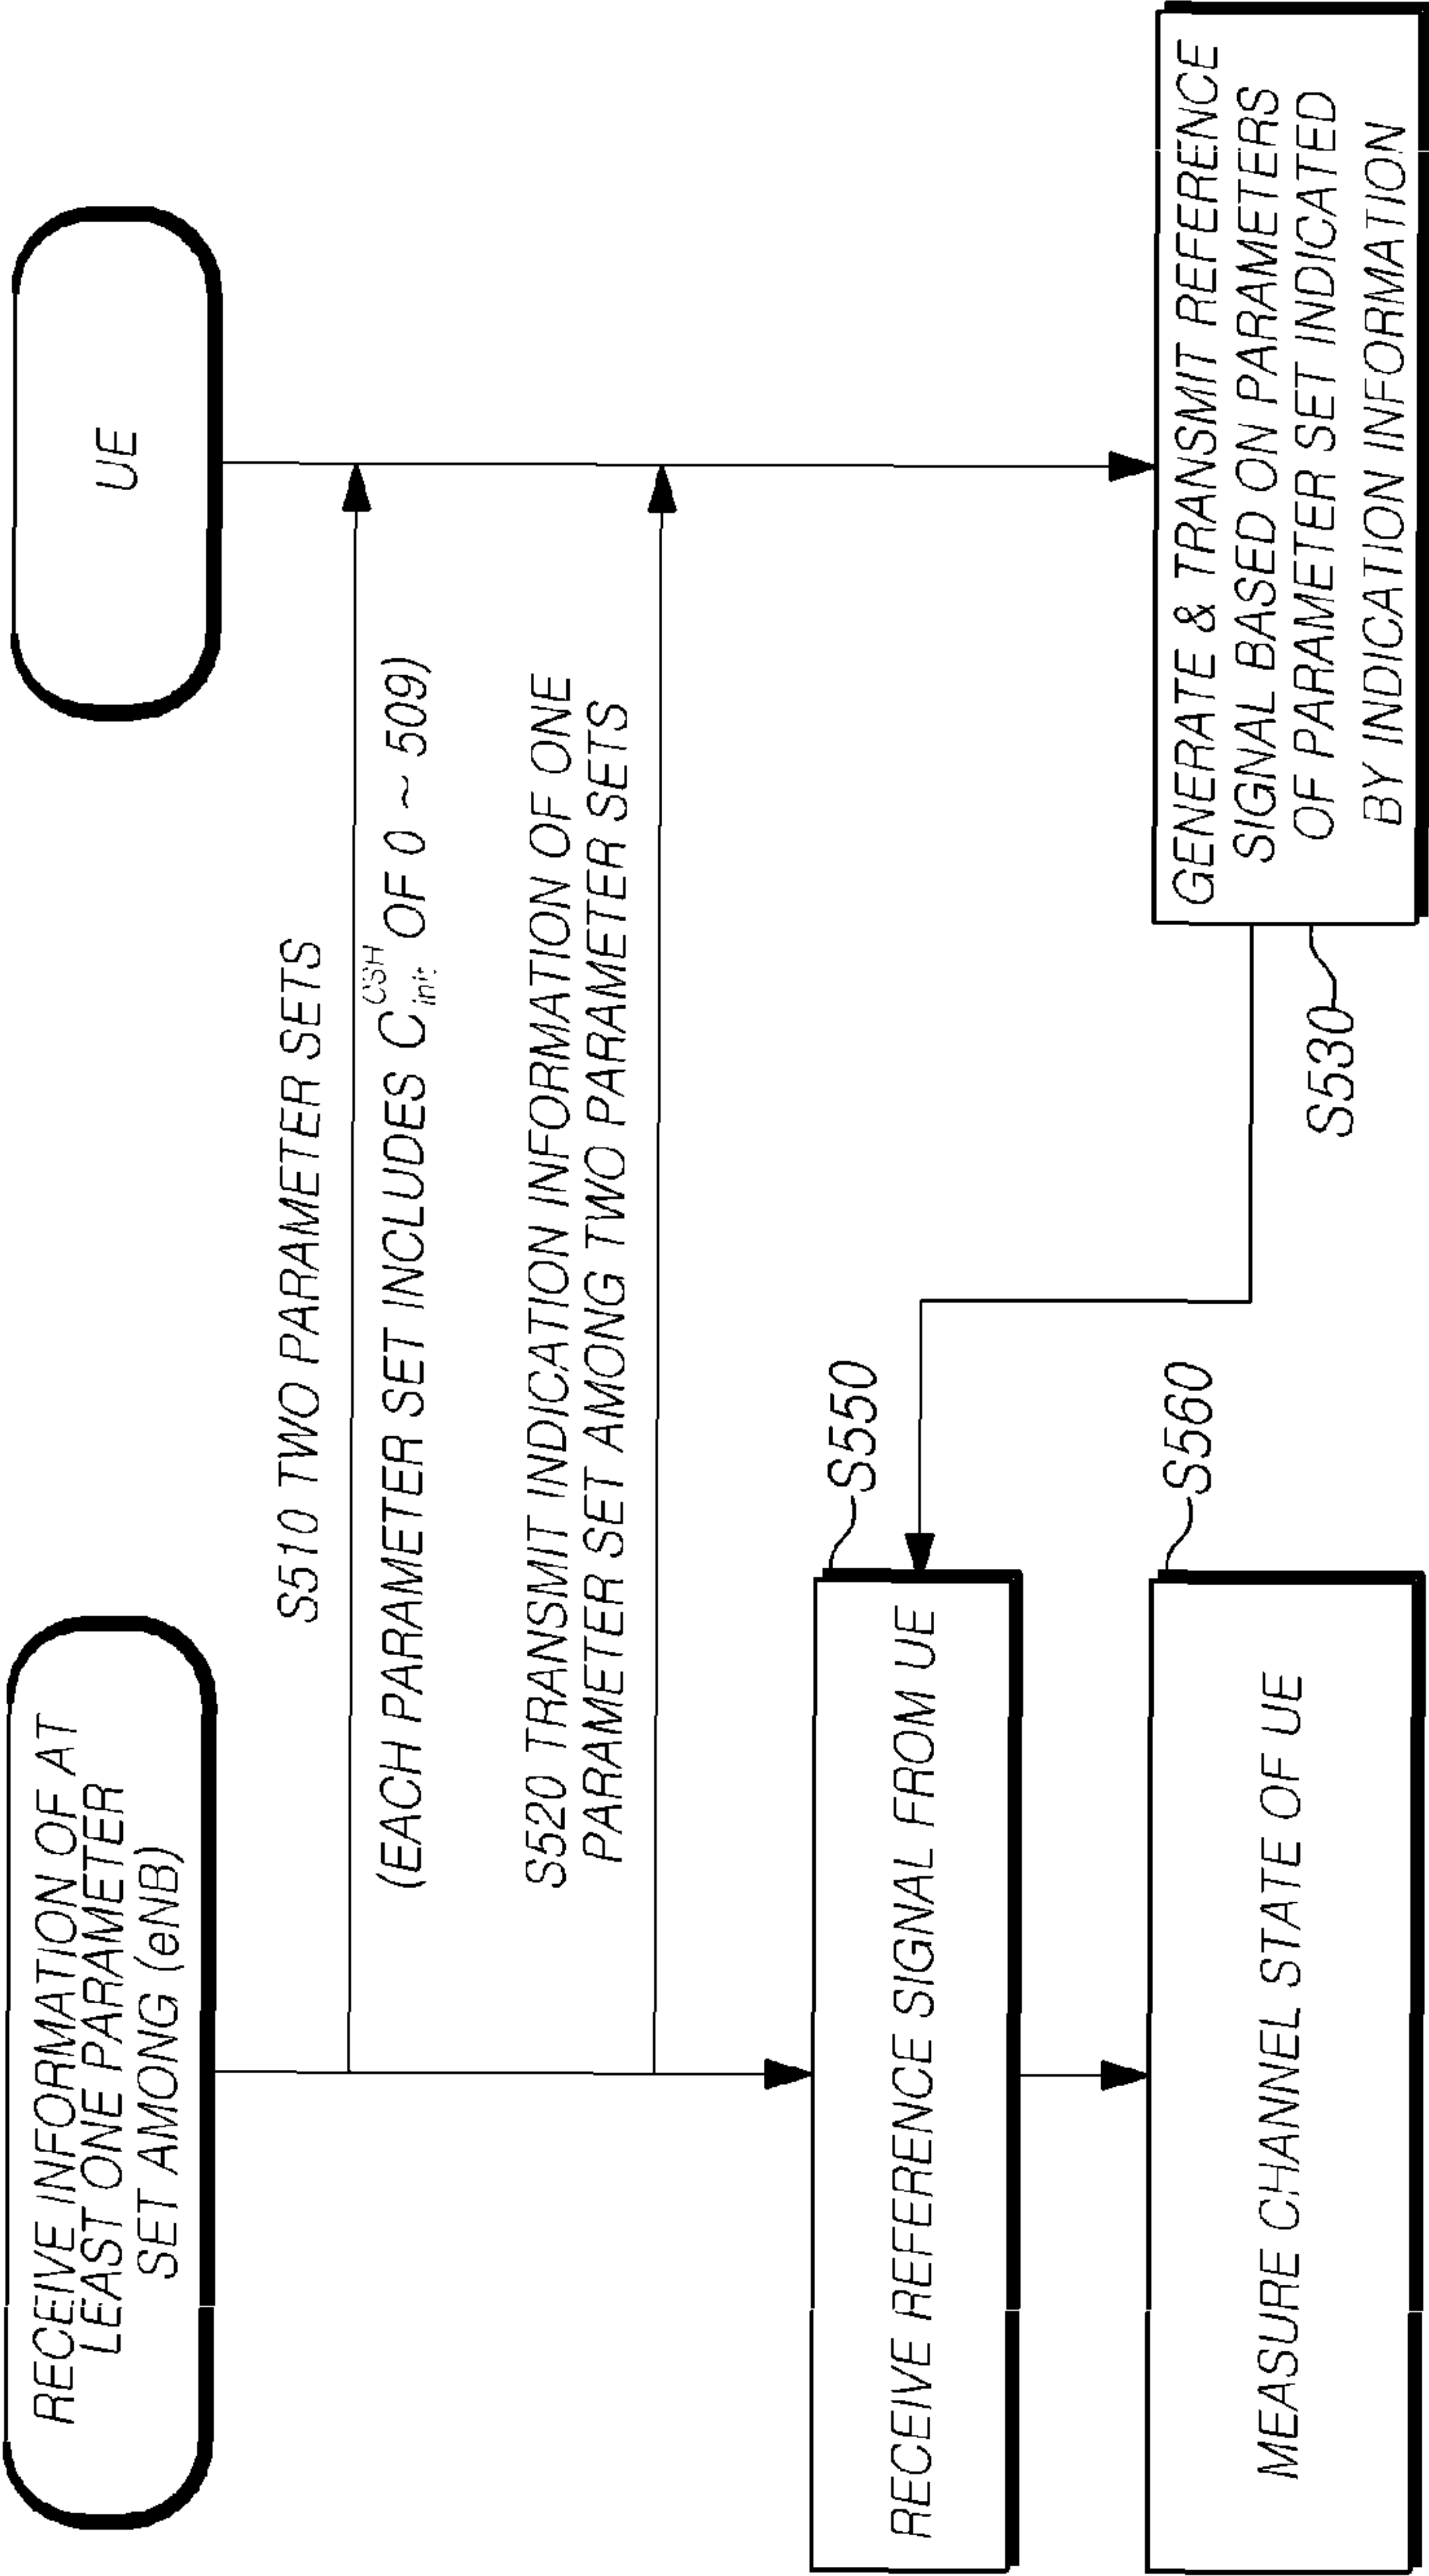 RECEIVE INFORMATION OF AT
LEAST ONE PARAMETER
SET AMONG (eNB)
UE
S510 TWO PARAMETER SETS
(EACH PARAMETER SET INCLUDES C_init^CSH OF 0 ~ 509)
S520 TRANSMIT INDICATION INFORMATION OF ONE
PARAMETER SET AMONG TWO PARAMETER SETS
S550
RECEIVE REFERENCE SIGNAL FROM UE
S560
MEASURE CHANNEL STATE OF UE
GENERATE & TRANSMIT REFERENCE
SIGNAL BASED ON PARAMETERS
OF PARAMETER SET INDICATED
BY INDICATION INFORMATION
S530